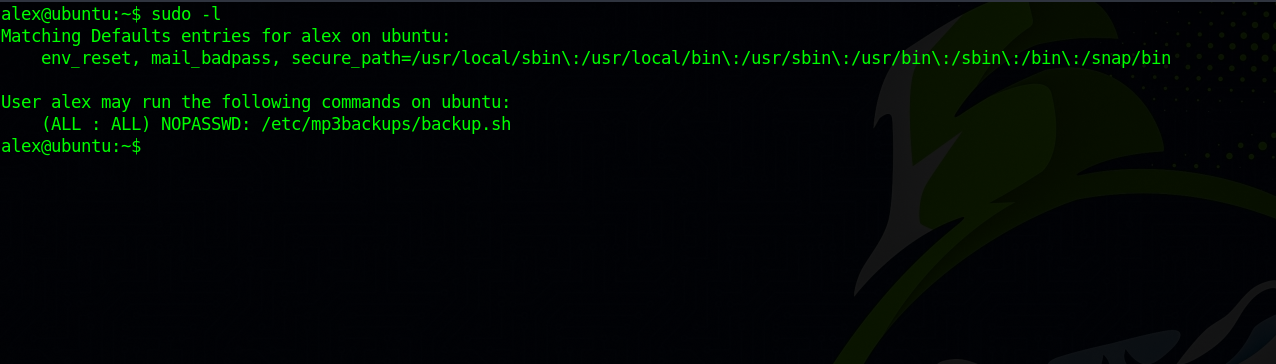 alex@ubuntu:~$ sudo -l
Matching Defaults entries for alex on ubuntu:
    env_reset, mail_badpass, secure_path=/usr/local/sbin\:/usr/local/bin\:/usr/sbin\:/usr/bin\:/sbin\:/bin\:/snap/bin

User alex may run the following commands on ubuntu:
    (ALL : ALL) NOPASSWD: /etc/mp3backups/backup.sh
alex@ubuntu:~$